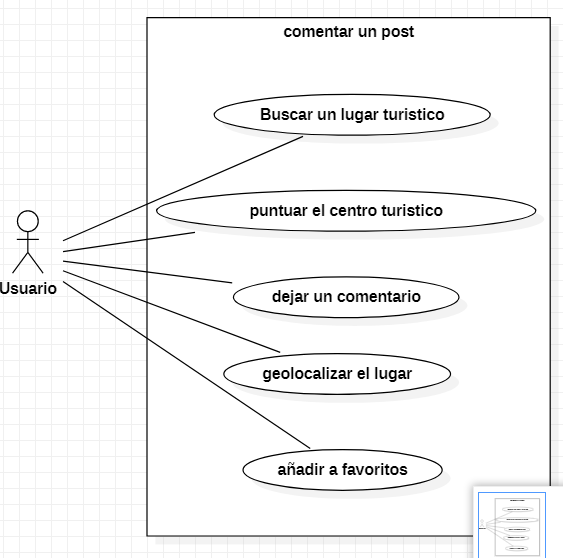 comentar un post
Buscar un lugar turistico
puntuar el centro turistico
dejar un comentario
geolocalizar el lugar
añadir a favoritos
Usuario